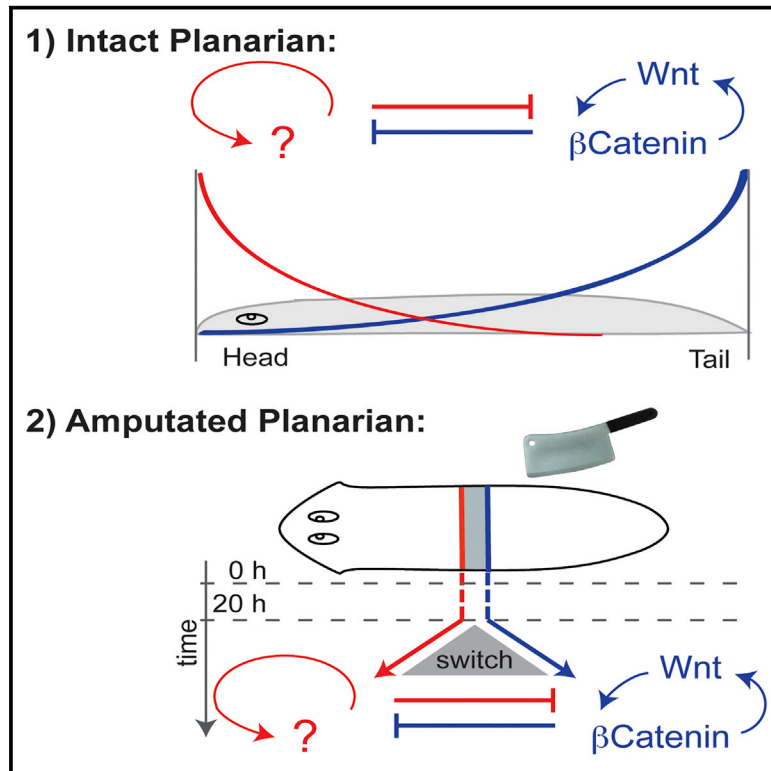 1) Intact Planarian:
Wnt
?
βCatenin
Head
Tail
2) Amputated Planarian:
0 h
20 h
time
switch
Wnt
?
βCatenin